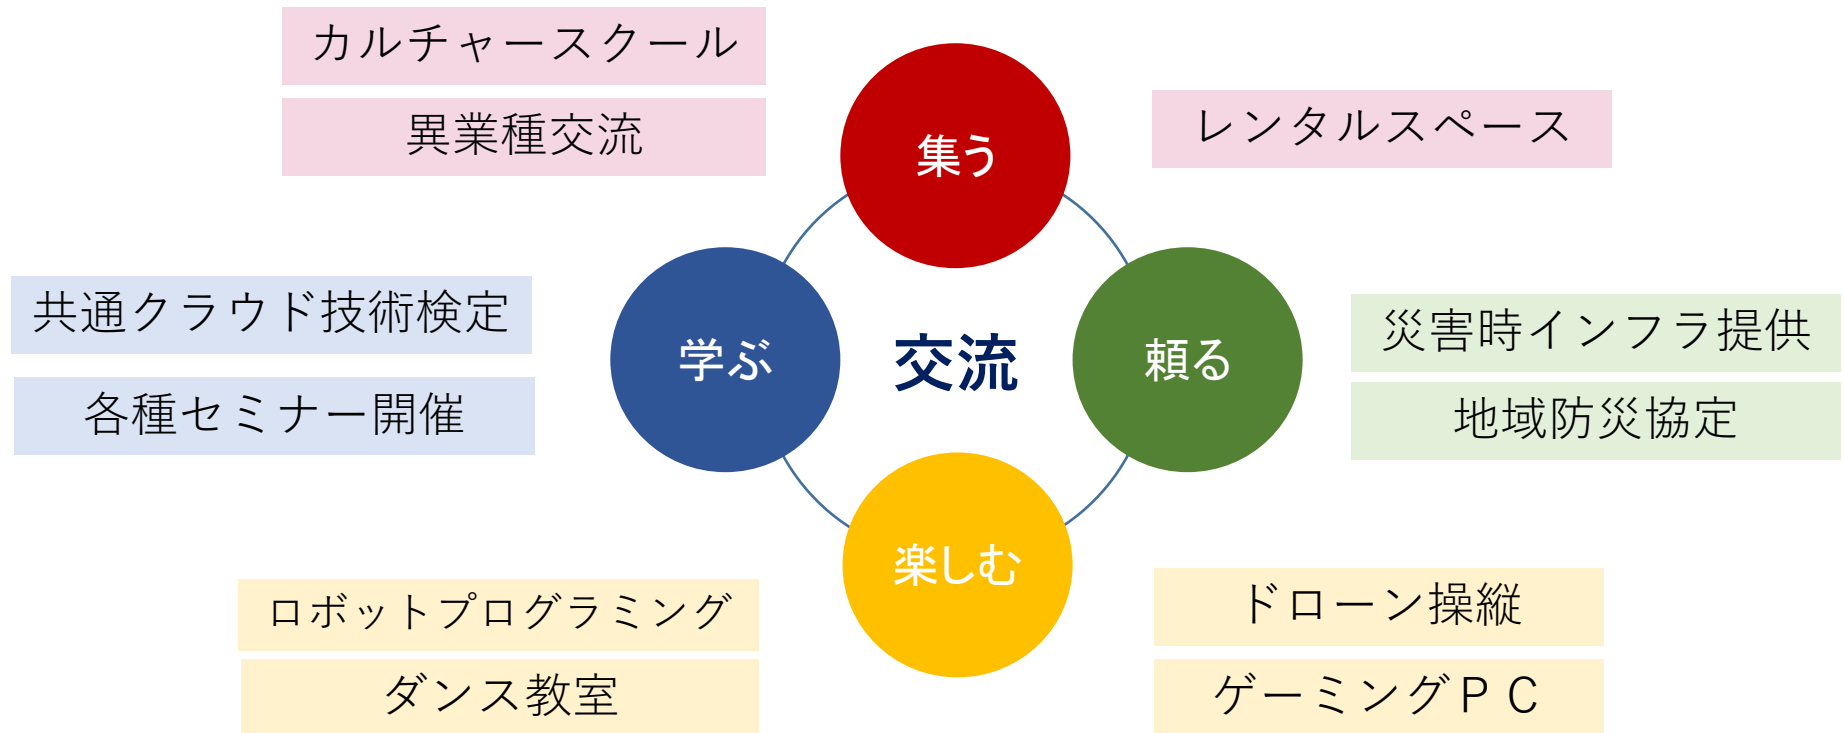 カルチャースクール
異業種交流
集う
レンタルスペース
共通クラウド技術検定
各種セミナー開催
学ぶ
交流
頼る
災害時インフラ提供
地域防災協定
楽しむ
ロボットプログラミング
ダンス教室
ドローン操縦
ゲーミングＰＣ